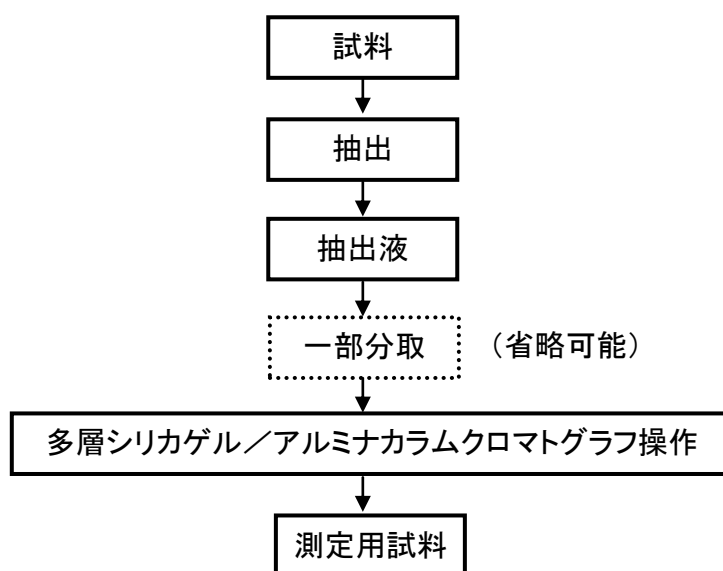 試料
抽出
抽出液
一部分取 （省略可能）
多層シリカゲル／アルミナカラムクロマトグラフ操作
測定用試料